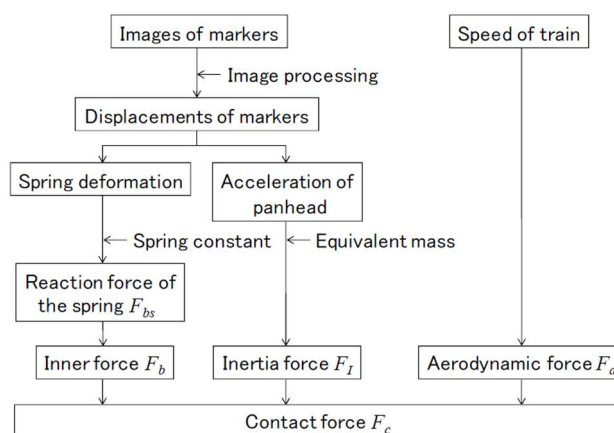 Images of markers
Speed of train
Image processing
Displacements of markers
Spring deformation
Acceleration of
panhead
Spring constant
Equivalent mass
Reaction force of
the spring F_bs
Inner force F_b
Inertia force F_I
Aerodynamic force F_a
Contact force F_c